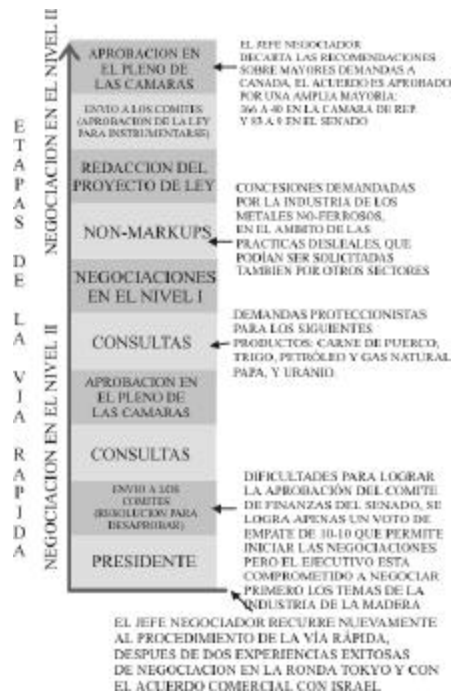 ETAPAS DE LA VIA RAPIDA
NEGOCIACION EN EL NIVEL II
NEGOCIACION EN EL NIVEL II
APROBACION EN
EL PLENO DE
LAS CAMARAS
ENVIO A LOS COMITES
(APROBACION DE LA LEY
PARA INSTRUMENTARSE)
REDACCION DEL
PROYECTO DE LEY
NON-MARKUPS
NEGOCIACIONES
EN EL NIVEL I
CONSULTAS
APROBACION EN
EL PLENO DE
LAS CAMARAS
CONSULTAS
ENVIO A LOS
COMITES
(RESOLUCION PARA
DESAPROBAR)
PRESIDENTE
EL JEFE NEGOCIADOR
DECARTA LAS RECOMENDACIONES
SOBRE MAYORES DEMANDAS A
CANADA, EL ACUERDO ES APROBADO
POR UNA AMPLIA MAYORIA:
366 A 40 EN LA CAMARA DE REP.
Y 83 A 9 EN EL SENADO
CONCESIONES DEMANDADAS
POR LA INDUSTRIA DE LOS
METALES NO-FERROSOS,
EN EL AMBITO DE LAS
PRACTICAS DESLEALES, QUE
PODÍAN SER SOLICITADAS
TAMBIEN POR OTROS SECTORES
DEMANDAS PROTECCIONISTAS
PARA LOS SIGUIENTES
PRODUCTOS: CARNE DE PUERCO,
TRIGO, PETRÓLEO Y GAS NATURAL
PAPA, Y URANIO.
DIFICULTADES PARA LOGRAR
LA APROBACIÓN DEL COMITE
DE FINANZAS DEL SENADO, SE
LOGRA APENAS UN VOTO DE
EMPATE DE 10-10 QUE PERMITE
INICIAR LAS NEGOCIACIONES
PERO EL EJECUTIVO ESTA
COMPROMETIDO A NEGOCIAR
PRIMERO LOS TEMAS DE LA
INDUSTRIA DE LA MADERA
EL JEFE NEGOCIADOR RECURRE NUEVAMENTE
AL PROCEDIMIENTO DE LA VÍA RÁPIDA,
DESPUES DE DOS EXPERIENCIAS EXITOSAS
DE NEGOCIACION EN LA RONDA TOKYO Y CON
EL ACUERDO COMERCIAL CON ISRAEL